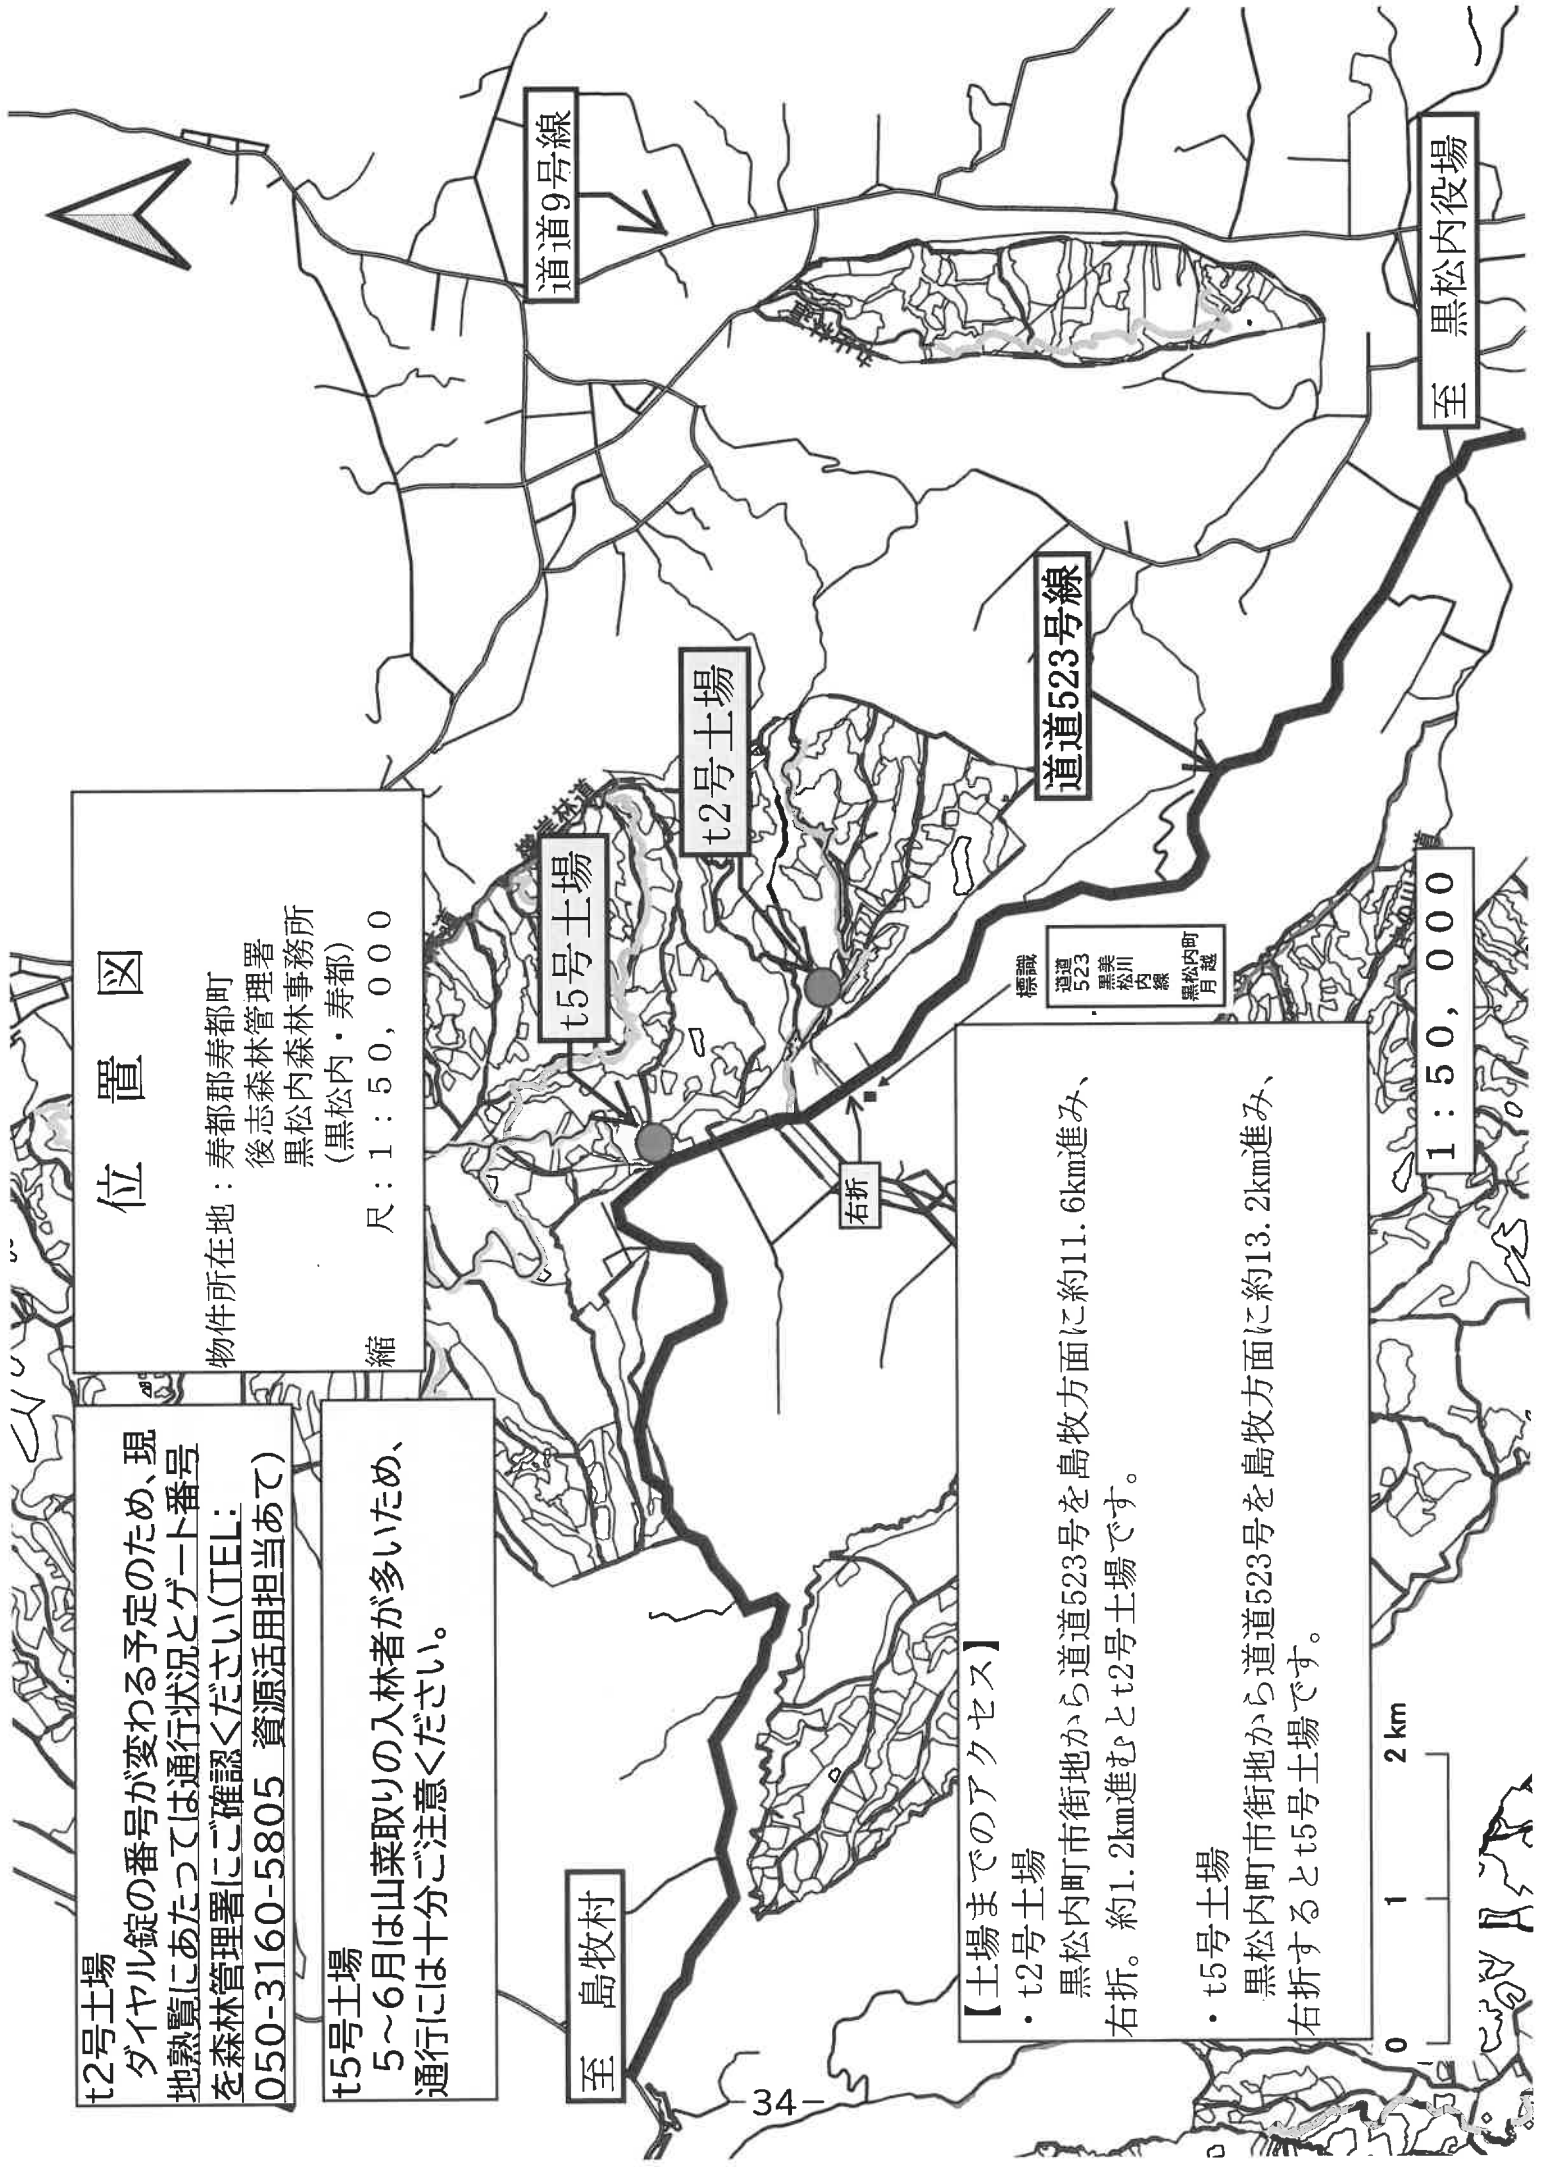 t2号土場
ダイヤル錠の番号が変わる予定のため、現
地熟覧にあたっては通行状況とゲート番号
を森林管理署にご確認ください(TEL:
050-3160-5805 資源活用担当あて)
t5号土場
5～6月は山菜取りの入林者が多いため、
通行には十分ご注意ください。
位置図
物件所在地：寿都郡寿都町
後志森林管理署
黒松内森林事務所
(黒松内・寿都)
縮尺：1：50,000
道道9号線
t5号土場
t2号土場
道道523号線
至 島牧村
至 黒松内役場
右折
標識
道道
523
黒松内
美川線
黒松内町
月越
【土場までのアクセス】
・t2号土場
黒松内町市街地から道道523号を島牧方面に約11.6km進み、
右折。約1.2km進むとt2号土場です。
・t5号土場
黒松内町市街地から道道523号を島牧方面に約13.2km進み、
右折するとt5号土場です。
1：50,000
0 1 2 km
-34-